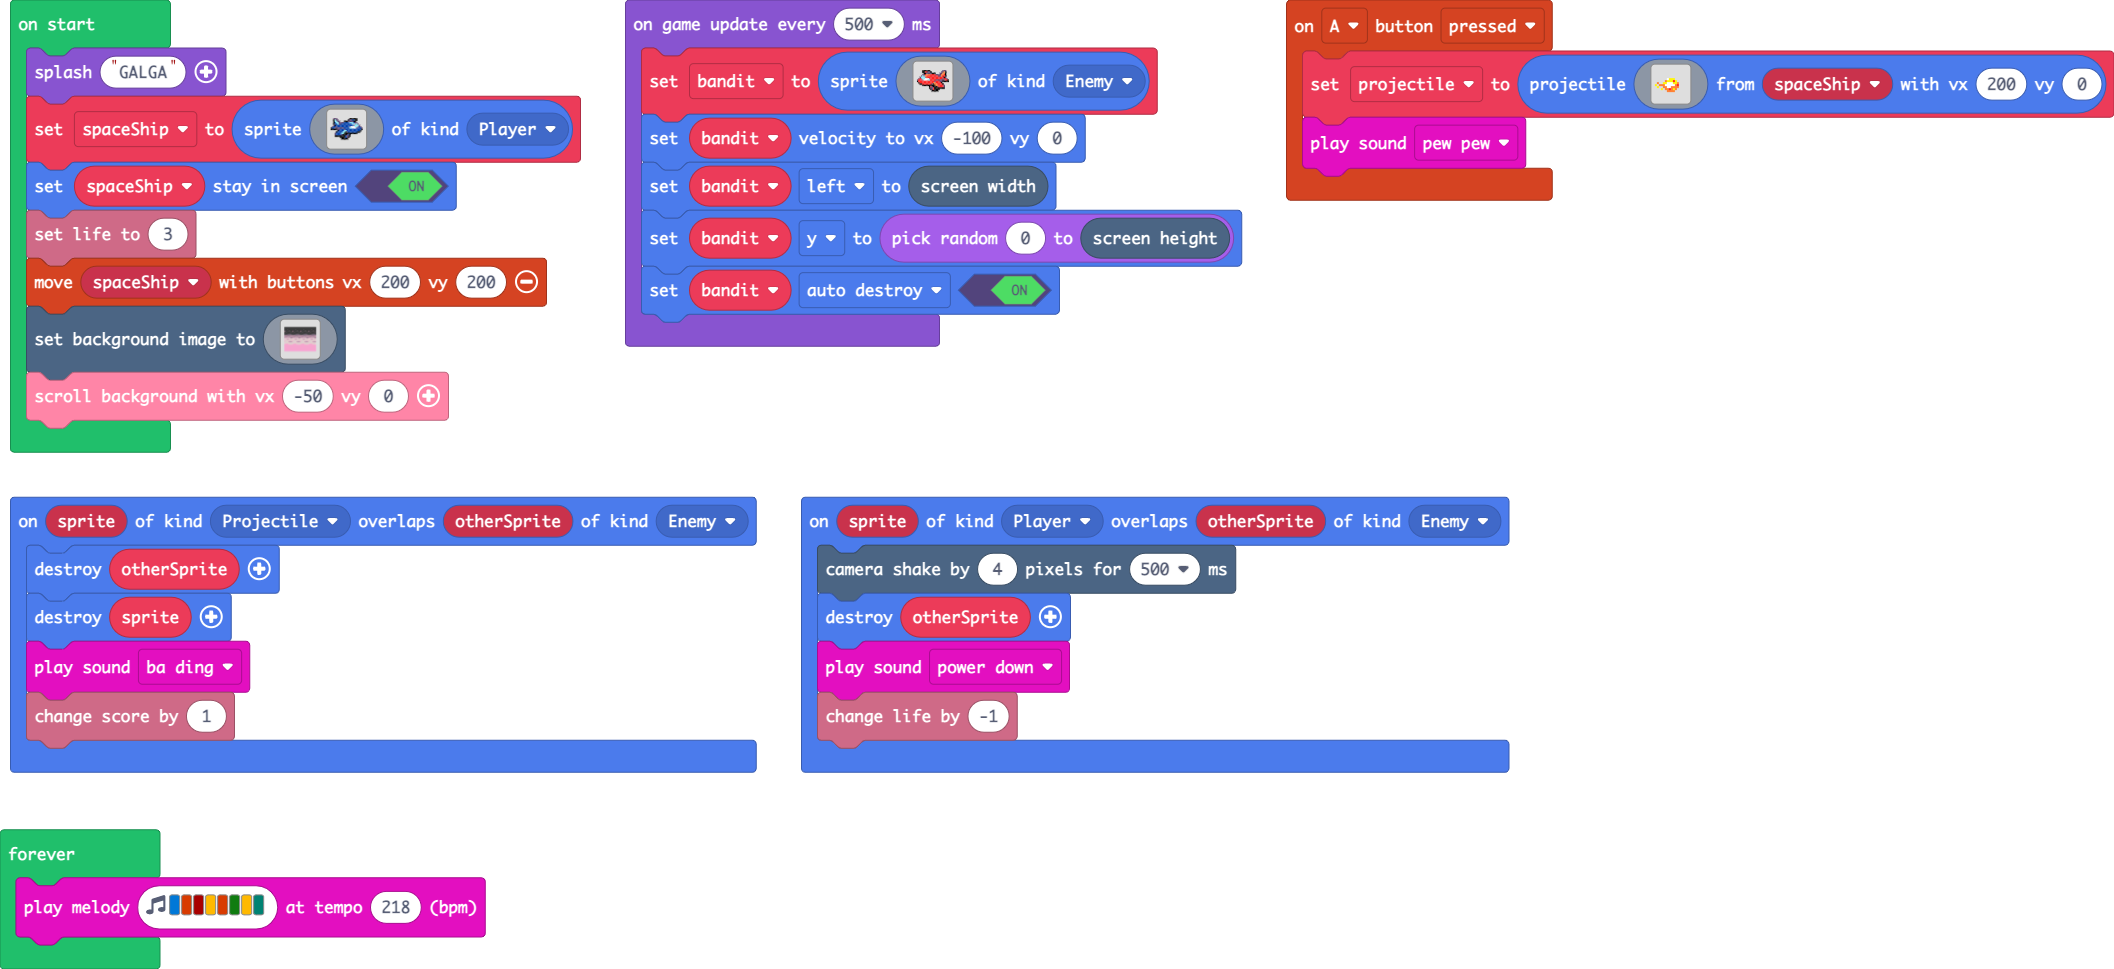 on start
splash "GALGA"
set spaceShip to sprite of kind Player
set spaceShip stay in screen ON
set life to 3
move spaceShip with buttons vx 200 vy 200
set background image to
scroll background with vx -50 vy 0
on game update every 500 ms
set bandit to sprite of kind Enemy
set bandit velocity to vx -100 vy 0
set bandit left to screen width
set bandit y to pick random 0 to screen height
set bandit auto destroy ON
on A button pressed
set projectile to projectile from spaceShip with vx 200 vy 0
play sound pew pew
on sprite of kind Projectile overlaps otherSprite of kind Enemy
destroy otherSprite
destroy sprite
play sound ba ding
change score by 1
on sprite of kind Player overlaps otherSprite of kind Enemy
camera shake by 4 pixels for 500 ms
destroy otherSprite
play sound power down
change life by -1
forever
play melody at tempo 218 (bpm)